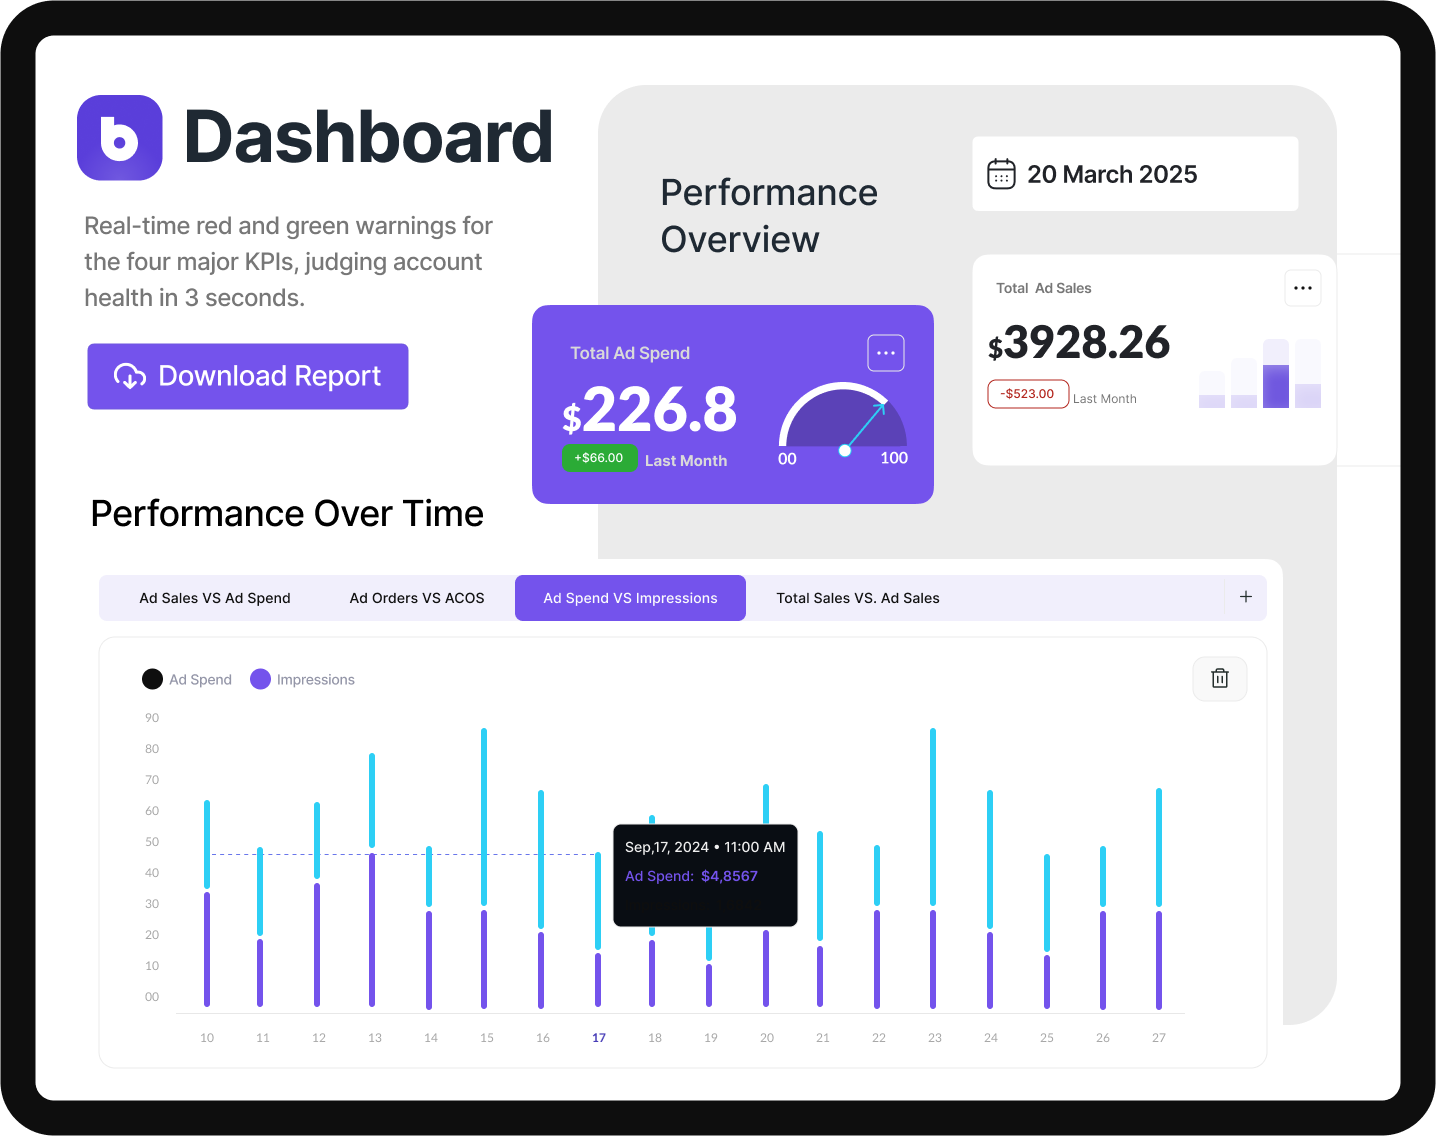 b Dashboard
Real-time red and green warnings for
the four major KPIs, judging account
health in 3 seconds.
Download Report
Performance
Overview
20 March 2025
Total Ad Sales
$3928.26
-$523.00 Last Month
Total Ad Spend
$226.8
+$66.00 Last Month
00 100
Performance Over Time
Ad Sales VS Ad Spend Ad Orders VS ACOS Ad Spend VS Impressions Total Sales VS. Ad Sales +
Ad Spend Impressions
90
80
70
60
50
40
30
20
10
00
Sep,17, 2024 • 11:00 AM
Ad Spend: $4,8567
10 11 12 13 14 15 16 17 18 19 20 21 22 23 24 25 26 27